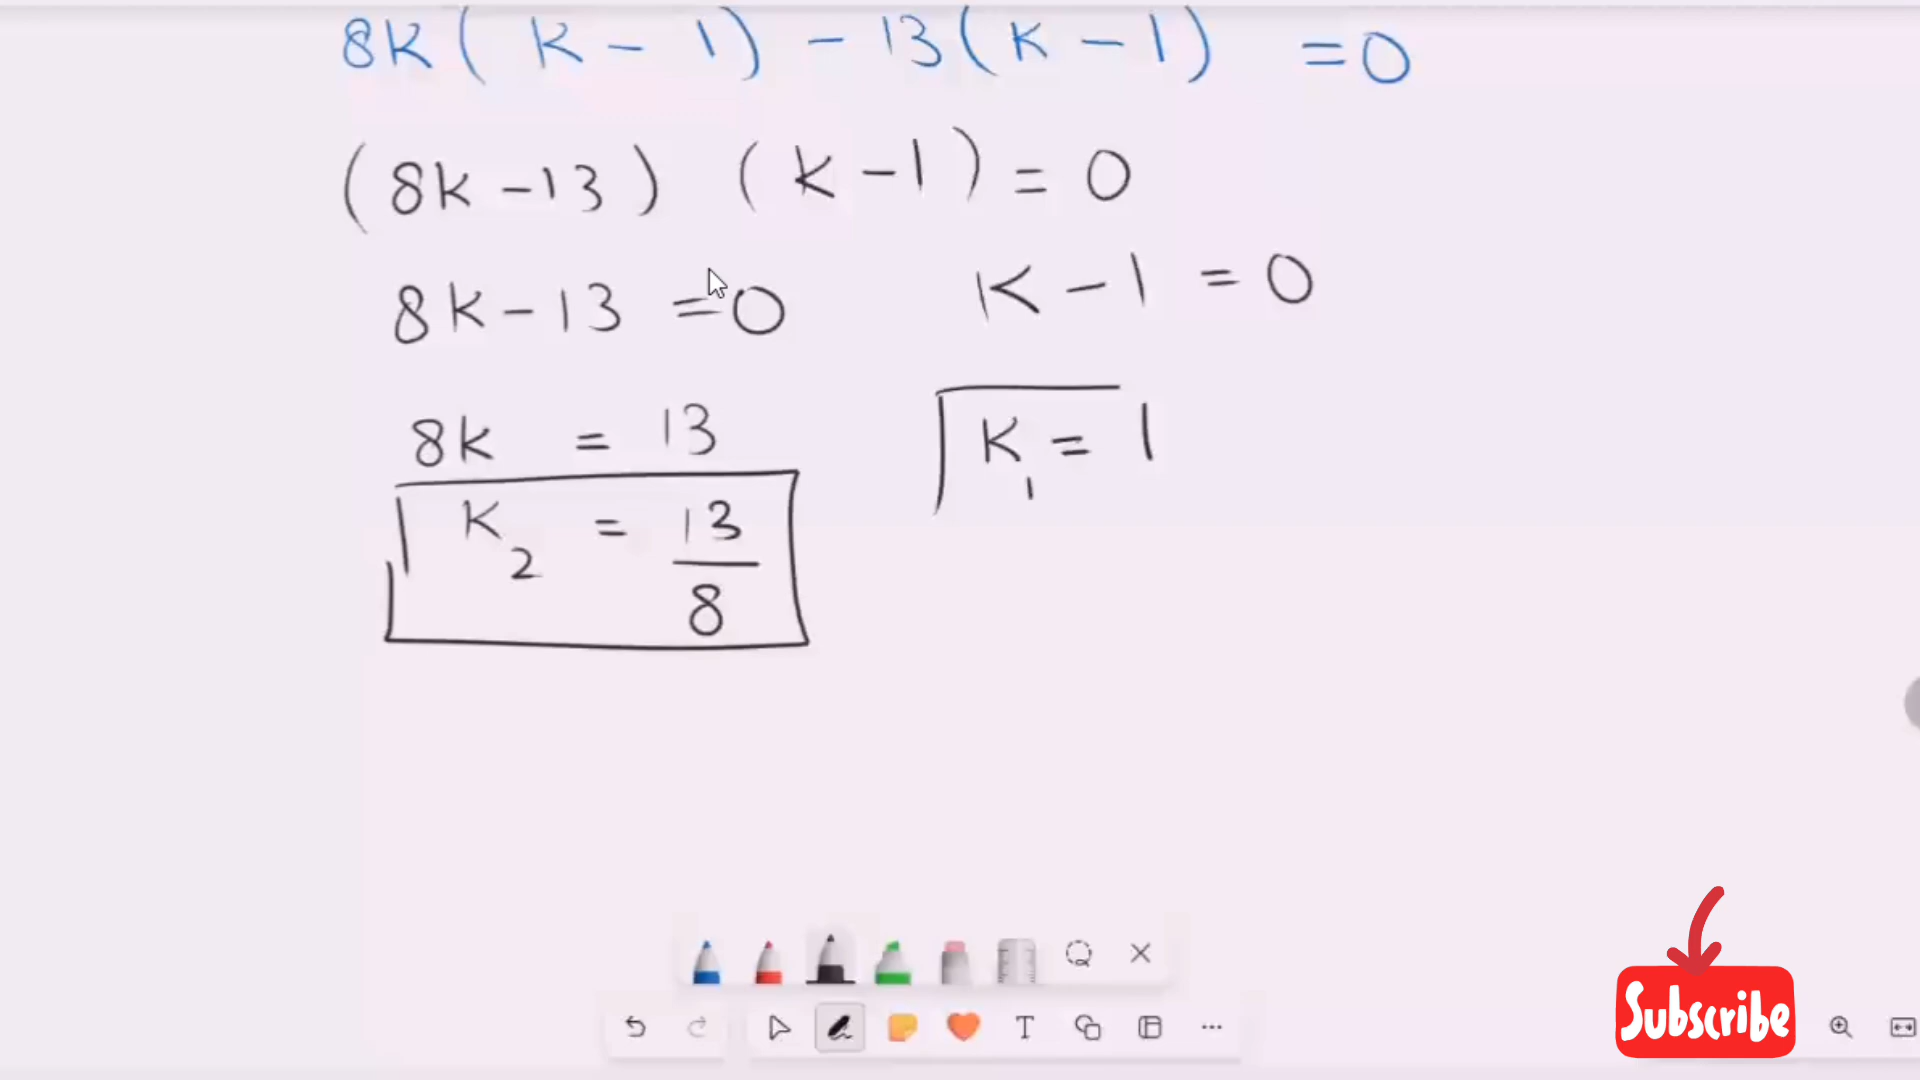 8k(k-1) - 13(k-1) = 0
(8k-13) (k-1) = 0
8k-13 = 0
k-1 = 0
8k = 13
k₁ = 1
k₂ = 13/8
T
Subscribe